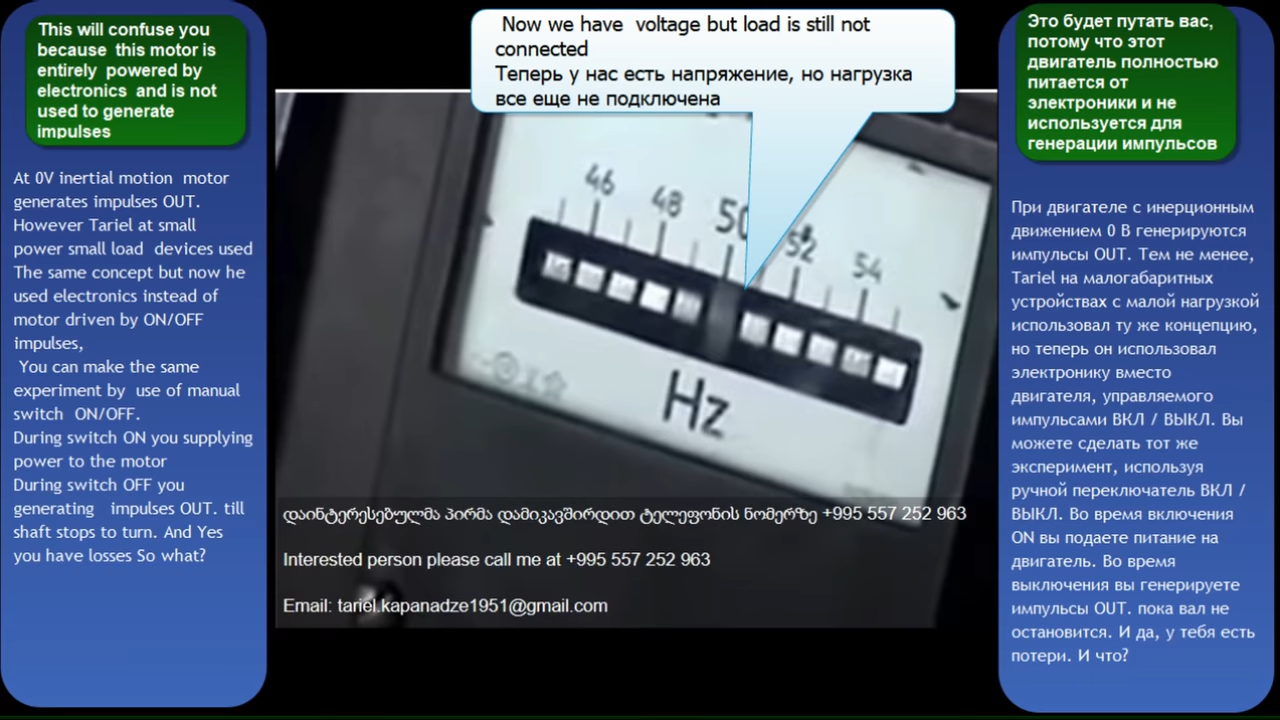 This will confuse you
because this motor is
entirely powered by
electronics and is not
used to generate
impulses
At 0V inertial motion motor
generates impulses OUT.
However Tariel at small
power small load devices used
The same concept but now he
used electronics instead of
motor driven by ON/OFF
impulses,
You can make the same
experiment by use of manual
switch ON/OFF.
During switch ON you supplying
power to the motor
During switch OFF you
generating impulses OUT. till
shaft stops to turn. And Yes
you have losses So what?
Now we have voltage but load is still not
connected
Теперь у нас есть напряжение, но нагрузка
все еще не подключена
46 48 50 52 54
Hz
დაინტერესებულმა პირმა დამიკავშირდით ტელეფონის ნომერზე +995 557 252 963
Interested person please call me at +995 557 252 963
Email: tariel.kapanadze1951@gmail.com
Это будет путать вас,
потому что этот
двигатель полностью
питается от
электроники и не
используется для
генерации импульсов
При двигателе с инерционным
движением 0 В генерируются
импульсы OUT. Тем не менее,
Tariel на малогабаритных
устройствах с малой нагрузкой
использовал ту же концепцию,
но теперь он использовал
электронику вместо
двигателя, управляемого
импульсами ВКЛ / ВЫКЛ. Вы
можете сделать тот же
эксперимент, используя
ручной переключатель ВКЛ /
ВЫКЛ. Во время включения
ON вы подаете питание на
двигатель. Во время
выключения вы генерируете
импульсы OUT. пока вал не
остановится. И да, у тебя есть
потери. И что?